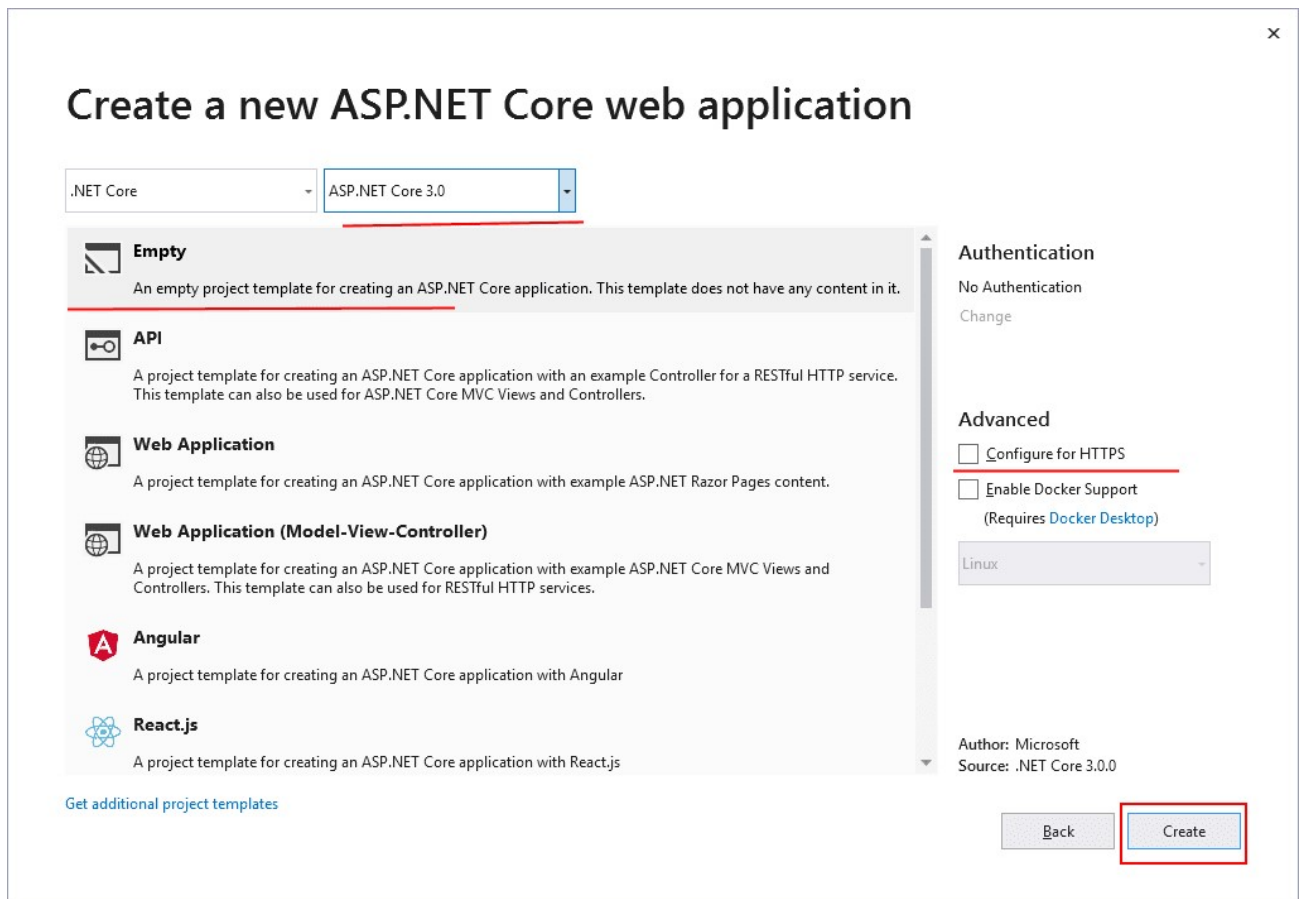 Create a new ASP.NET Core web application
.NET Core
ASP.NET Core 3.0
Empty
An empty project template for creating an ASP.NET Core application. This template does not have any content in it.
API
A project template for creating an ASP.NET Core application with an example Controller for a RESTful HTTP service.
This template can also be used for ASP.NET Core MVC Views and Controllers.
Web Application
A project template for creating an ASP.NET Core application with example ASP.NET Razor Pages content.
Web Application (Model-View-Controller)
A project template for creating an ASP.NET Core application with example ASP.NET Core MVC Views and
Controllers. This template can also be used for RESTful HTTP services.
Angular
A project template for creating an ASP.NET Core application with Angular
React.js
A project template for creating an ASP.NET Core application with React.js
Get additional project templates
Authentication
No Authentication
Change
Advanced
Configure for HTTPS
Enable Docker Support
(Requires Docker Desktop)
Linux
Author: Microsoft
Source: .NET Core 3.0.0
Back
Create